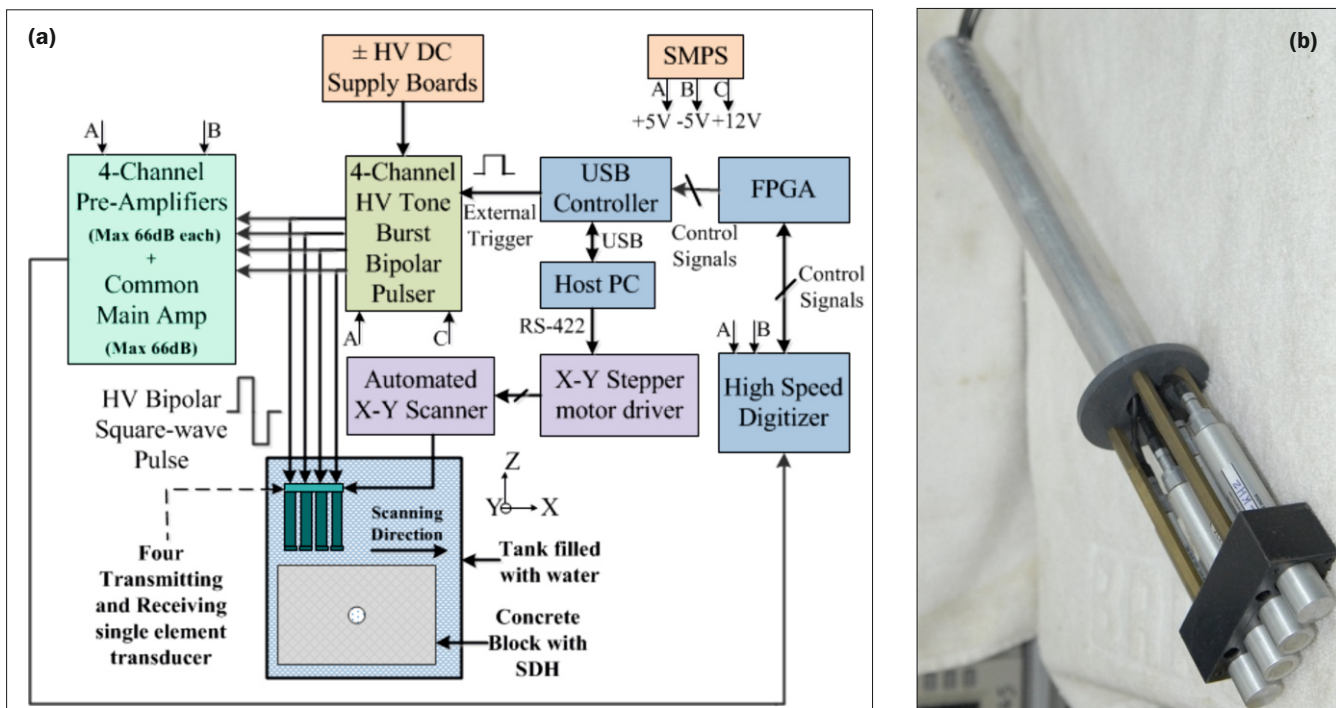 (a)
± HV DC
Supply Boards
SMPS
A B C
+5V -5V +12V
A B
4-Channel
Pre-Amplifiers
(Max 66dB each)
+
Common
Main Amp
(Max 66dB)
4-Channel
HV Tone
Burst
Bipolar
Pulser
A C
External
Trigger
USB
Controller
Control
Signals
FPGA
USB
Host PC
RS-422
Control
Signals
A B
High Speed
Digitizer
Automated
X-Y Scanner
X-Y Stepper
motor driver
HV Bipolar
Square-wave
Pulse
Z
Y X
Scanning
Direction
Four
Transmitting
and Receiving
single element
transducer
Tank filled
with water
Concrete
Block with
SDH
(b)